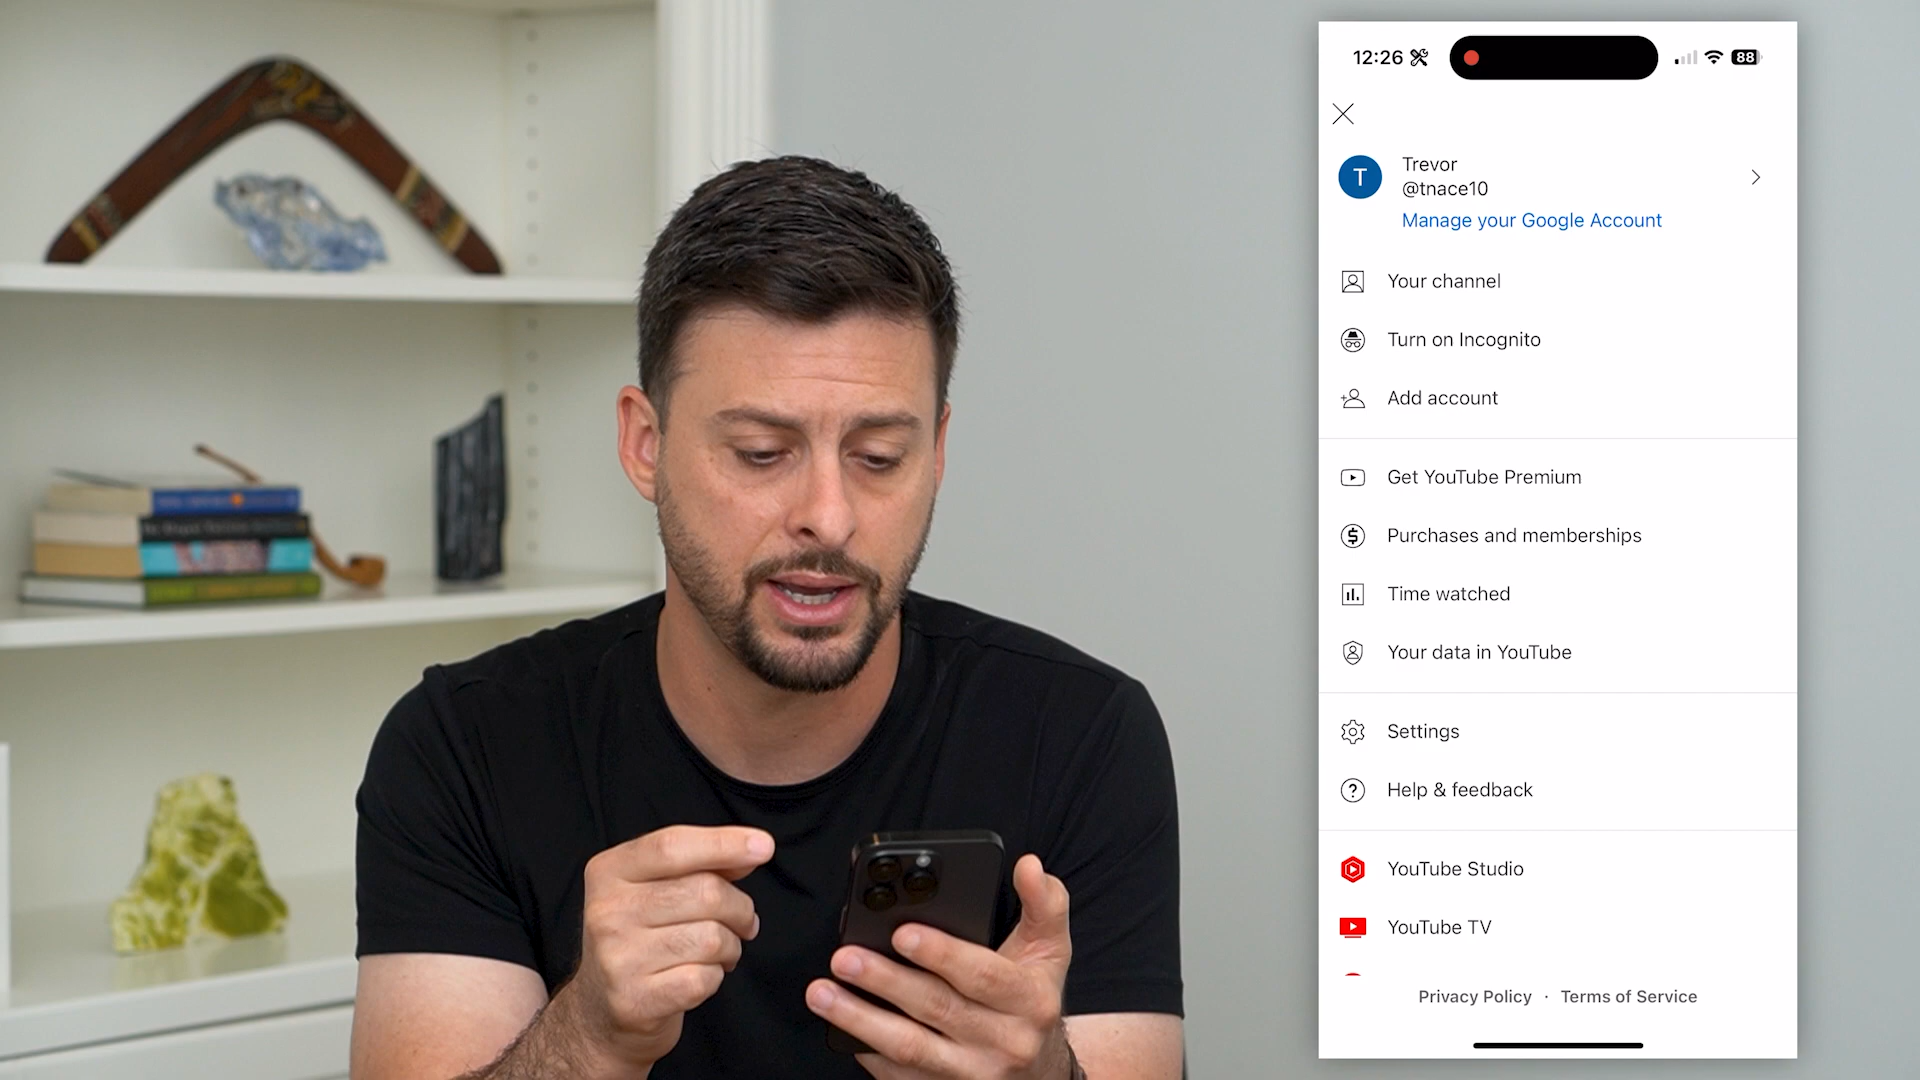 12:26
88
T
Trevor
@tnace10
Manage your Google Account
Your channel
Turn on Incognito
Add account
Get YouTube Premium
Purchases and memberships
Time watched
Your data in YouTube
Settings
Help & feedback
YouTube Studio
YouTube TV
Privacy Policy · Terms of Service